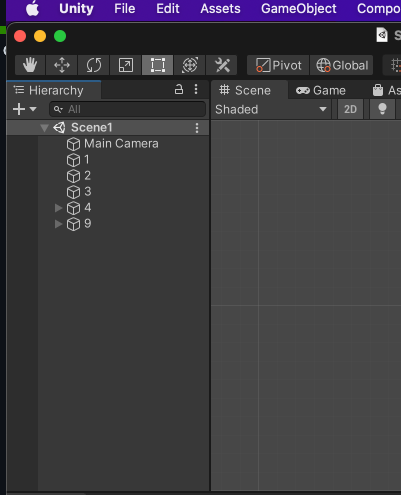 Unity File Edit Assets GameObject Compo
S
Pivot Global
Hierarchy
Scene Game As
All
Shaded 2D
Scene1
Main Camera
1
2
3
4
9